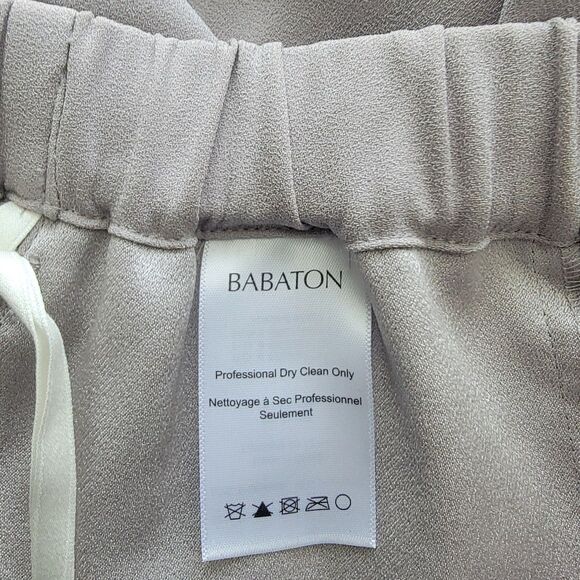 BABATON
Professional Dry Clean Only
Nettoyage à Sec Professionnel
Seulement